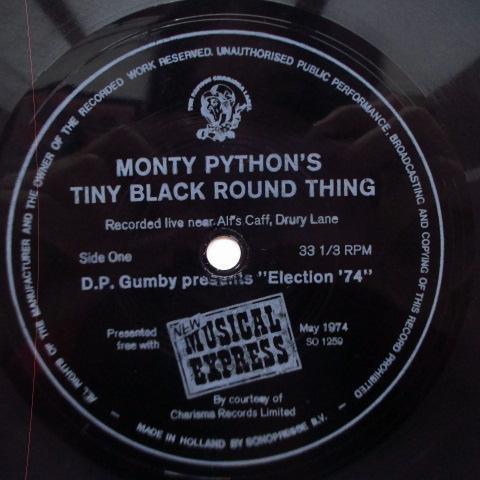 ALL RIGHTS OF THE MANUFACTURER AND THE OWNER OF THE RECORDED WORK RESERVED. UNAUTHORISED PUBLIC PERFORMANCE, BROADCASTING AND COPYING OF THIS RECORD PROHIBITED
MONTY PYTHON'S
TINY BLACK ROUND THING
Recorded live near Alf's Caff, Drury Lane
Side One
33 1/3 RPM
D.P. Gumby presents "Election '74"
Presented
free with
NEW
MUSICAL
EXPRESS
May 1974
SO 1259
By courtesy of
Charisma Records Limited
— MADE IN HOLLAND BY SONOPRESSE B.V. —